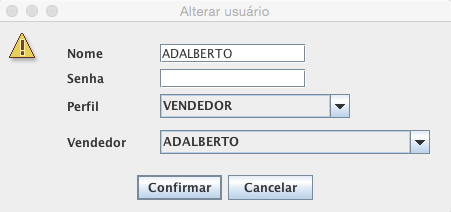 Alterar usuário
Nome ADALBERTO
Senha
Perfil VENDEDOR
Vendedor ADALBERTO
Confirmar Cancelar